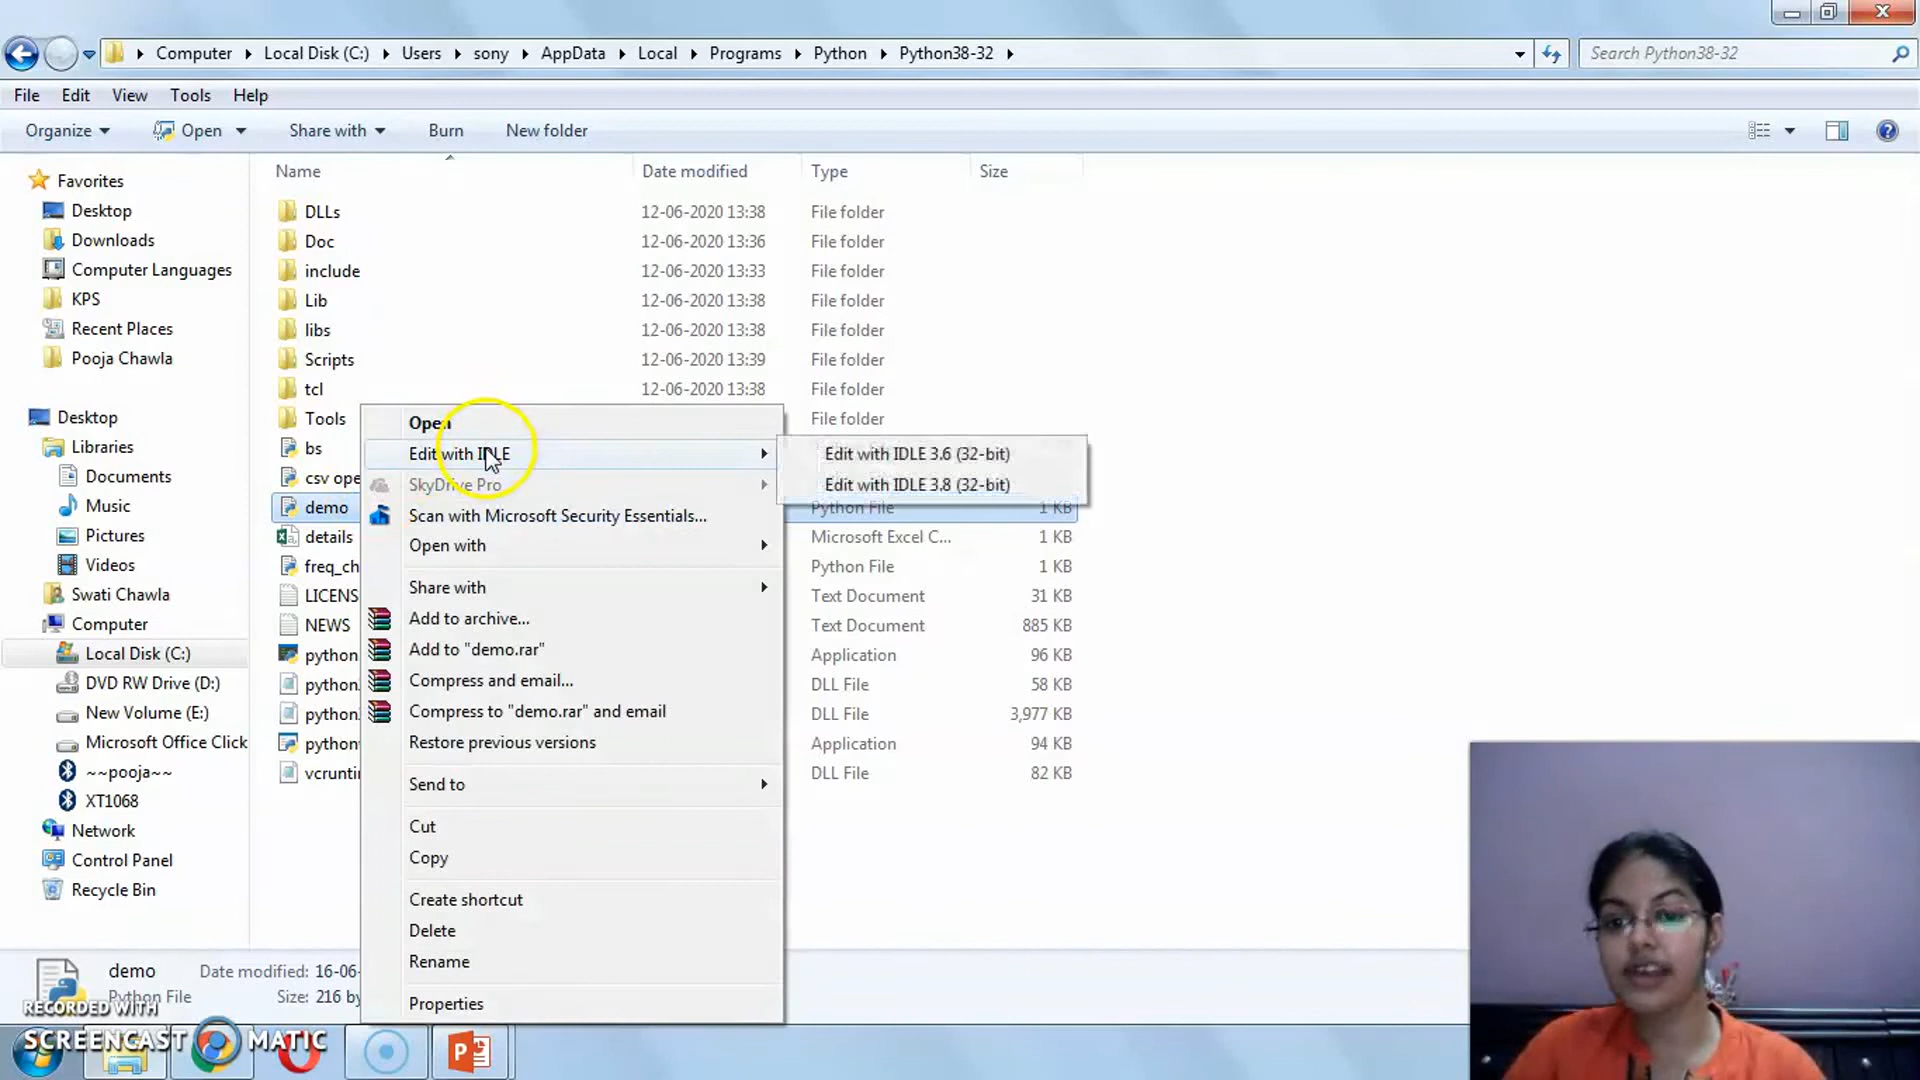 Computer Local Disk (C:) Users sony AppData Local Programs Python Python38-32 Search Python38-32
File Edit View Tools Help
Organize Open Share with Burn New folder
Name Date modified Type Size
Favorites
Desktop
Downloads
Computer Languages
KPS
Recent Places
Pooja Chawla
Desktop
Libraries
Documents
Music
Pictures
Videos
Swati Chawla
Computer
Local Disk (C:)
DVD RW Drive (D:)
New Volume (E:)
Microsoft Office Click
~~pooja~~
XT1068
Network
Control Panel
Recycle Bin
DLLs 12-06-2020 13:38 File folder
Doc 12-06-2020 13:36 File folder
include 12-06-2020 13:33 File folder
Lib 12-06-2020 13:38 File folder
libs 12-06-2020 13:38 File folder
Scripts 12-06-2020 13:39 File folder
tcl 12-06-2020 13:38 File folder
Tools File folder
bs
csv ope
demo Python File 1 KB
details Microsoft Excel C... 1 KB
freq_ch Python File 1 KB
LICENS Text Document 31 KB
NEWS Text Document 885 KB
python Application 96 KB
python. DLL File 58 KB
python DLL File 3,977 KB
python Application 94 KB
vcrunti DLL File 82 KB
Open
Edit with IDLE
SkyDrive Pro
Scan with Microsoft Security Essentials...
Open with
Share with
Add to archive...
Add to "demo.rar"
Compress and email...
Compress to "demo.rar" and email
Restore previous versions
Send to
Cut
Copy
Create shortcut
Delete
Rename
Properties
Edit with IDLE 3.6 (32-bit)
Edit with IDLE 3.8 (32-bit)
demo Date modified: 16-06-
Python File Size: 216 by
RECORDED WITH
SCREENCAST MATIC